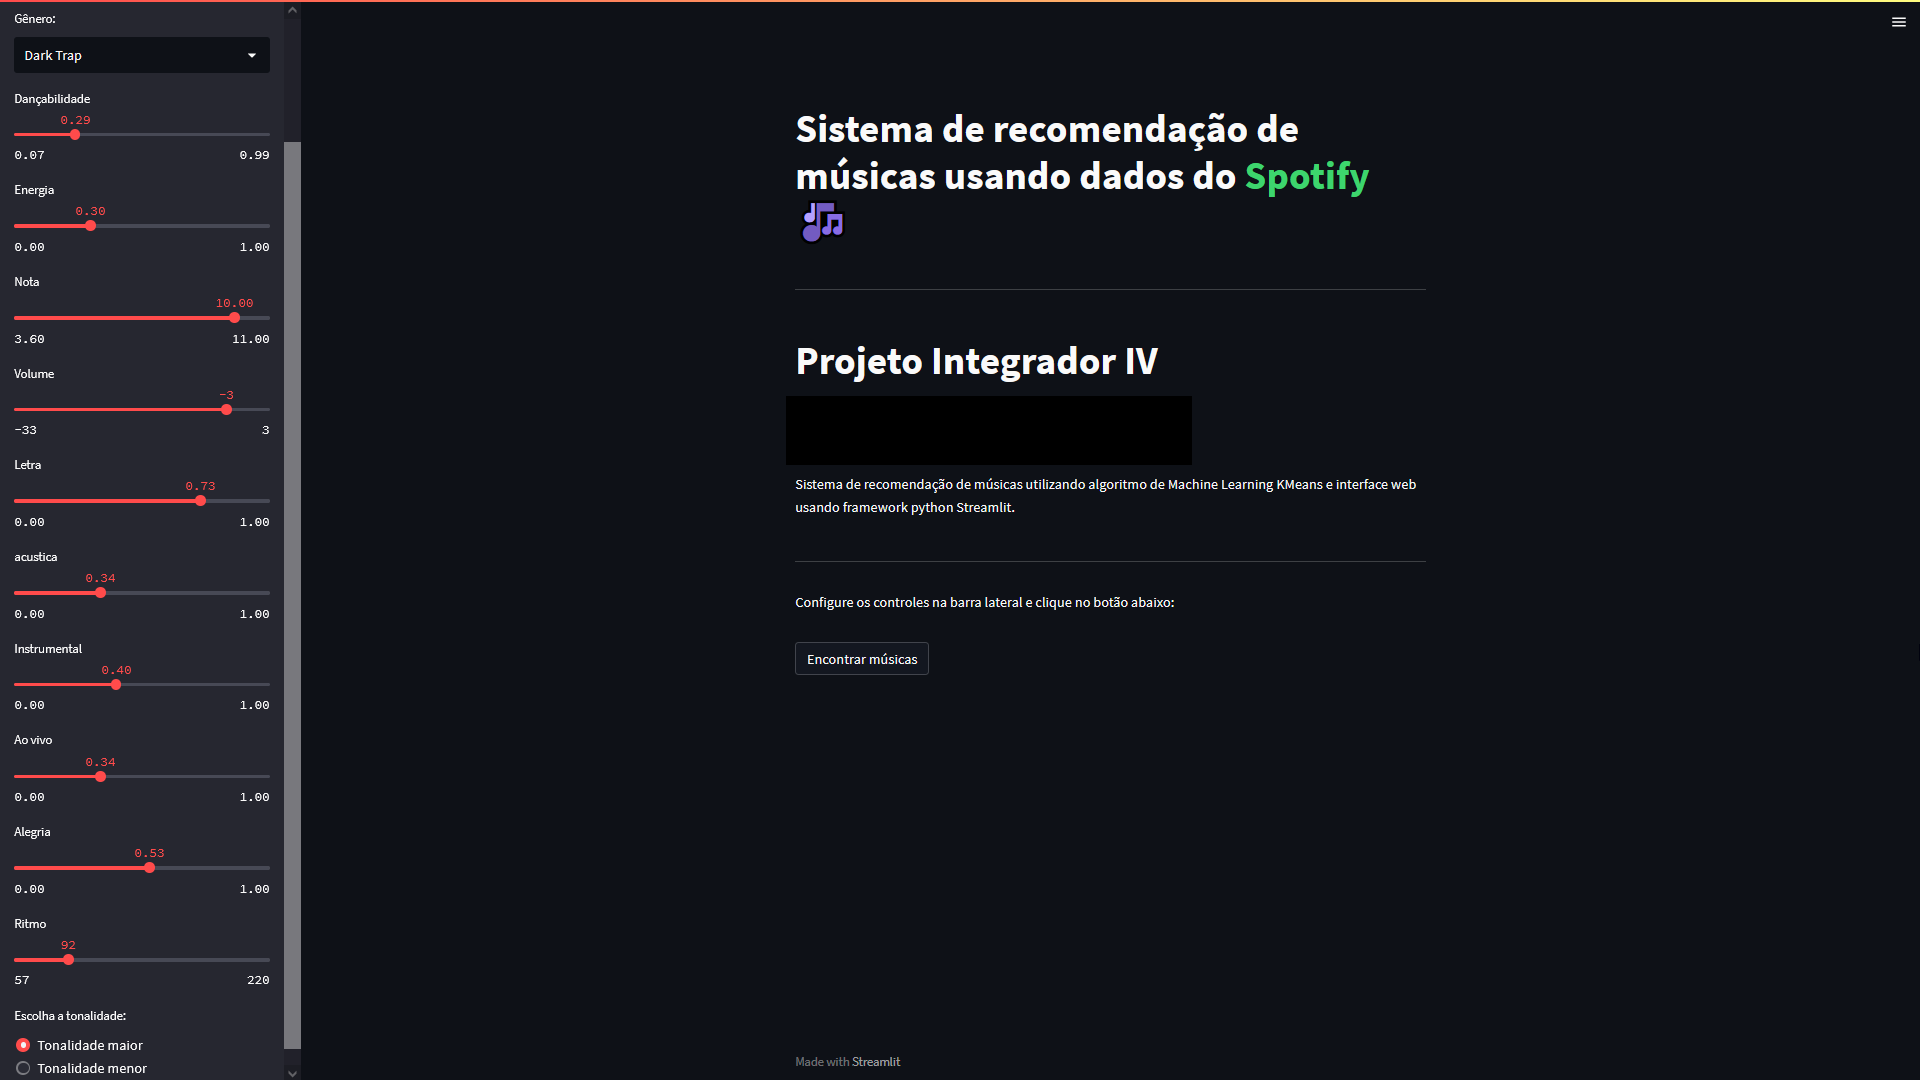 Gênero:
Dark Trap
Dançabilidade
0.29
0.07 0.99
Energia
0.30
0.00 1.00
Nota
10.00
3.60 11.00
Volume
-3
-33 3
Letra
0.73
0.00 1.00
acustica
0.34
0.00 1.00
Instrumental
0.40
0.00 1.00
Ao vivo
0.34
0.00 1.00
Alegria
0.53
0.00 1.00
Ritmo
92
57 220
Escolha a tonalidade:
Tonalidade maior
Tonalidade menor
Sistema de recomendação de
músicas usando dados do Spotify
Projeto Integrador IV
Sistema de recomendação de músicas utilizando algoritmo de Machine Learning KMeans e interface web
usando framework python Streamlit.
Configure os controles na barra lateral e clique no botão abaixo:
Encontrar músicas
Made with Streamlit